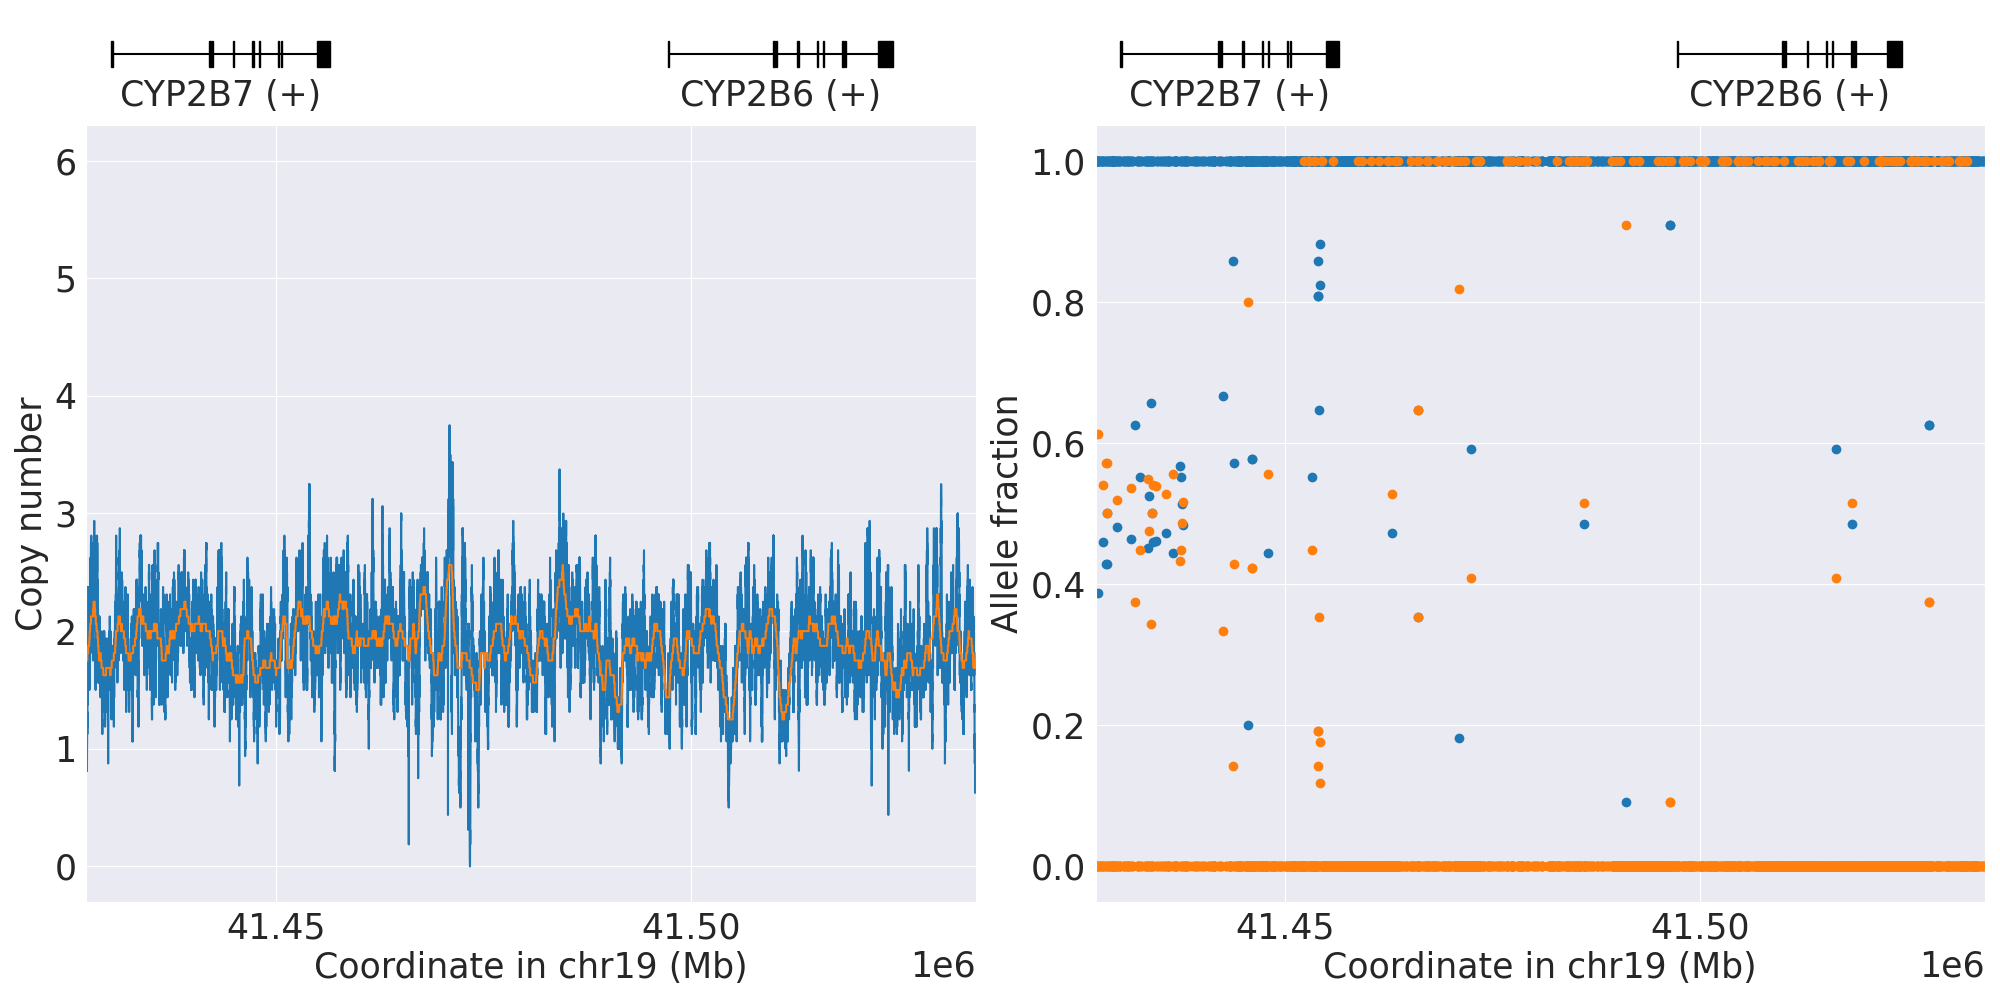 CYP2B7 (+)
CYP2B6 (+)
CYP2B7 (+)
CYP2B6 (+)
6
5
4
3
2
1
0
Copy number
41.45
41.50
Coordinate in chr19 (Mb)
1e6
1.0
0.8
0.6
0.4
0.2
0.0
Allele fraction
41.45
41.50
Coordinate in chr19 (Mb)
1e6